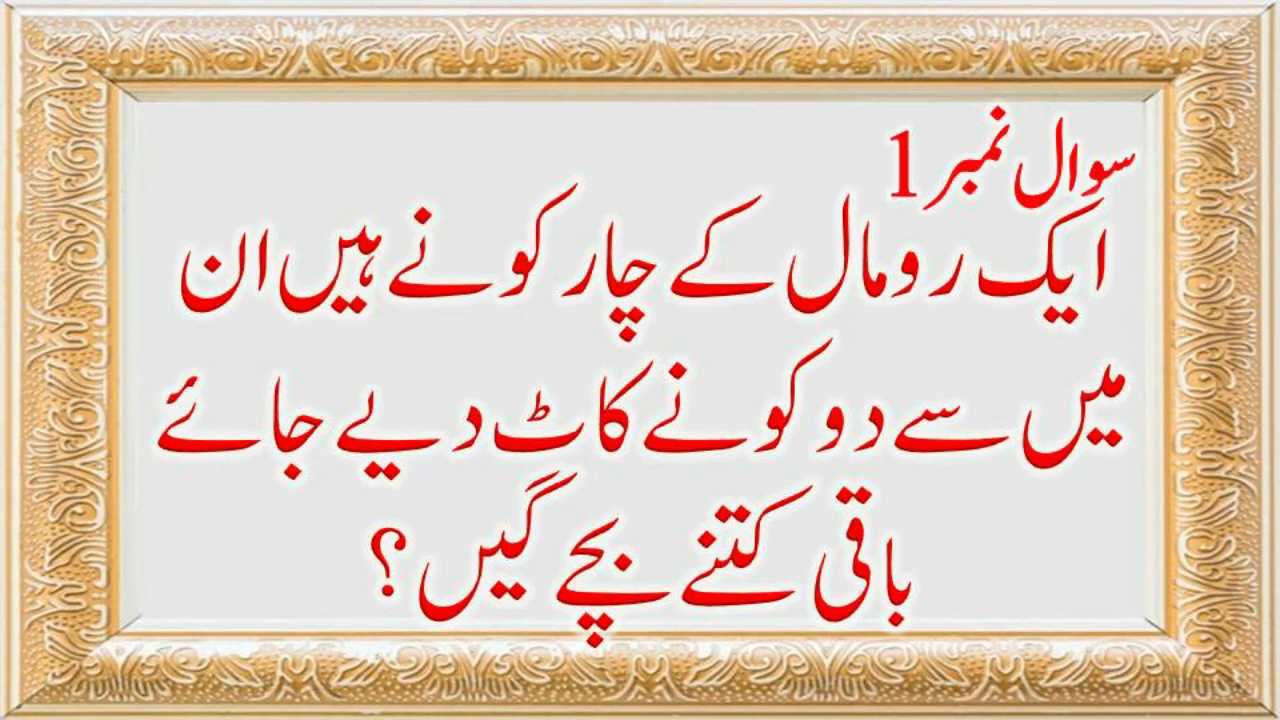 سوال نمبر 1
ایک رومال کے چار کونے ہیں ان
میں سے دو کونے کاٹ دیے جائے
باقی کتنے بچے گیں؟